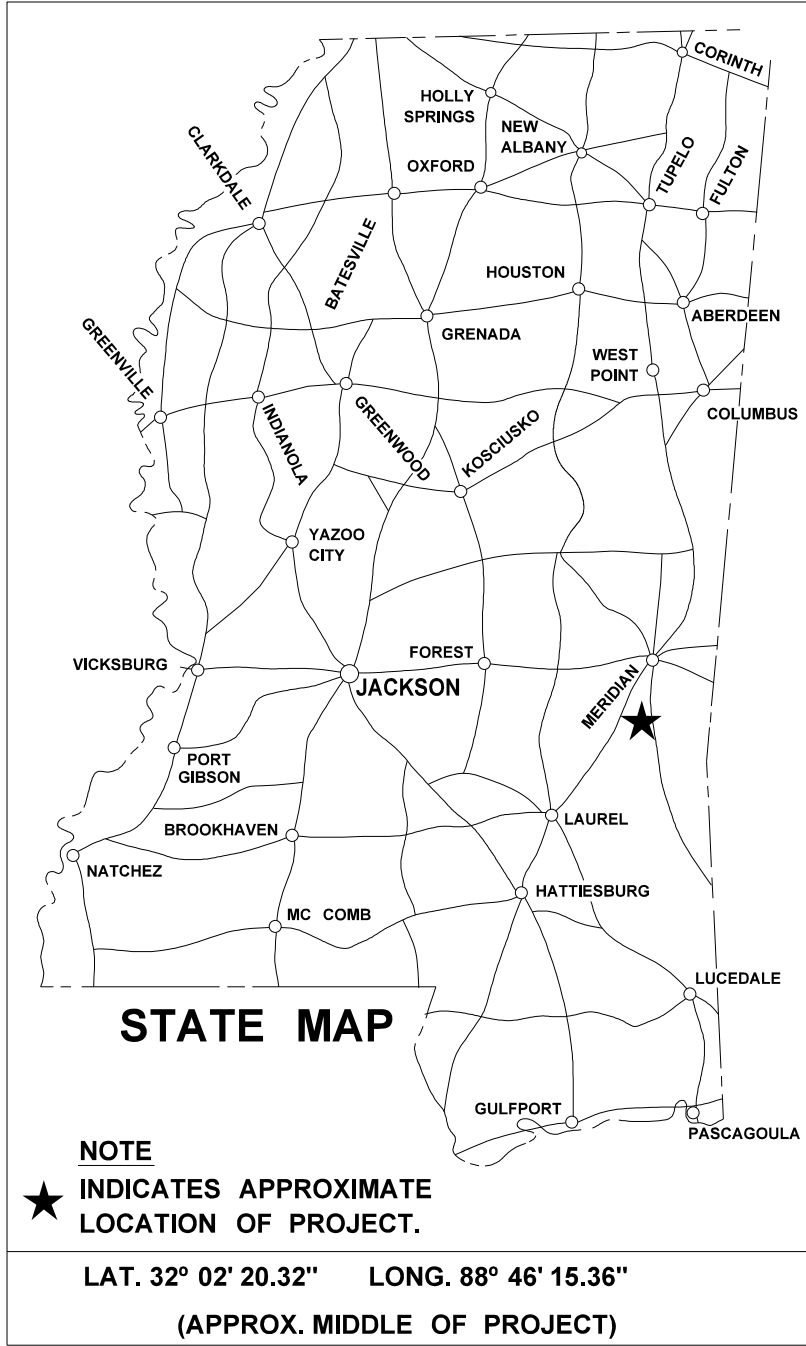 CORINTH
HOLLY
SPRINGS
NEW
ALBANY
CLARKDALE
OXFORD
TUPELO
FULTON
BATESVILLE
HOUSTON
ABERDEEN
GRENADA
GREENVILLE
WEST
POINT
COLUMBUS
INDIANOLA
GREENWOOD
KOSCIUSKO
YAZOO
CITY
VICKSBURG
FOREST
JACKSON
MERIDIAN
PORT
GIBSON
LAUREL
BROOKHAVEN
NATCHEZ
HATTIESBURG
MC COMB
LUCEDALE
STATE MAP
GULFPORT
PASCAGOULA
NOTE
INDICATES APPROXIMATE
LOCATION OF PROJECT.
LAT. 32º 02' 20.32" LONG. 88º 46' 15.36"
(APPROX. MIDDLE OF PROJECT)